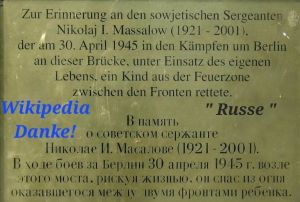 Zur Erinnerung an den sowjetischen Sergeanten
Nikolaj I. Massalow (1921 - 2001),
der am 30. April 1945 in den Kämpfen um Berlin
an dieser Brücke, unter Einsatz des eigenen
Lebens, ein Kind aus der Feuerzone
zwischen den Fronten rettete.
Wikipedia
Danke!
" Russe "
В память
о советском сержанте
Николае И. Масалове (1921 - 2001).
В ходе боев за Берлин 30 апреля 1945 г. возле
этого моста, рискуя жизнью, он спас из огня
оказавшегося между двумя фронтами ребенка.